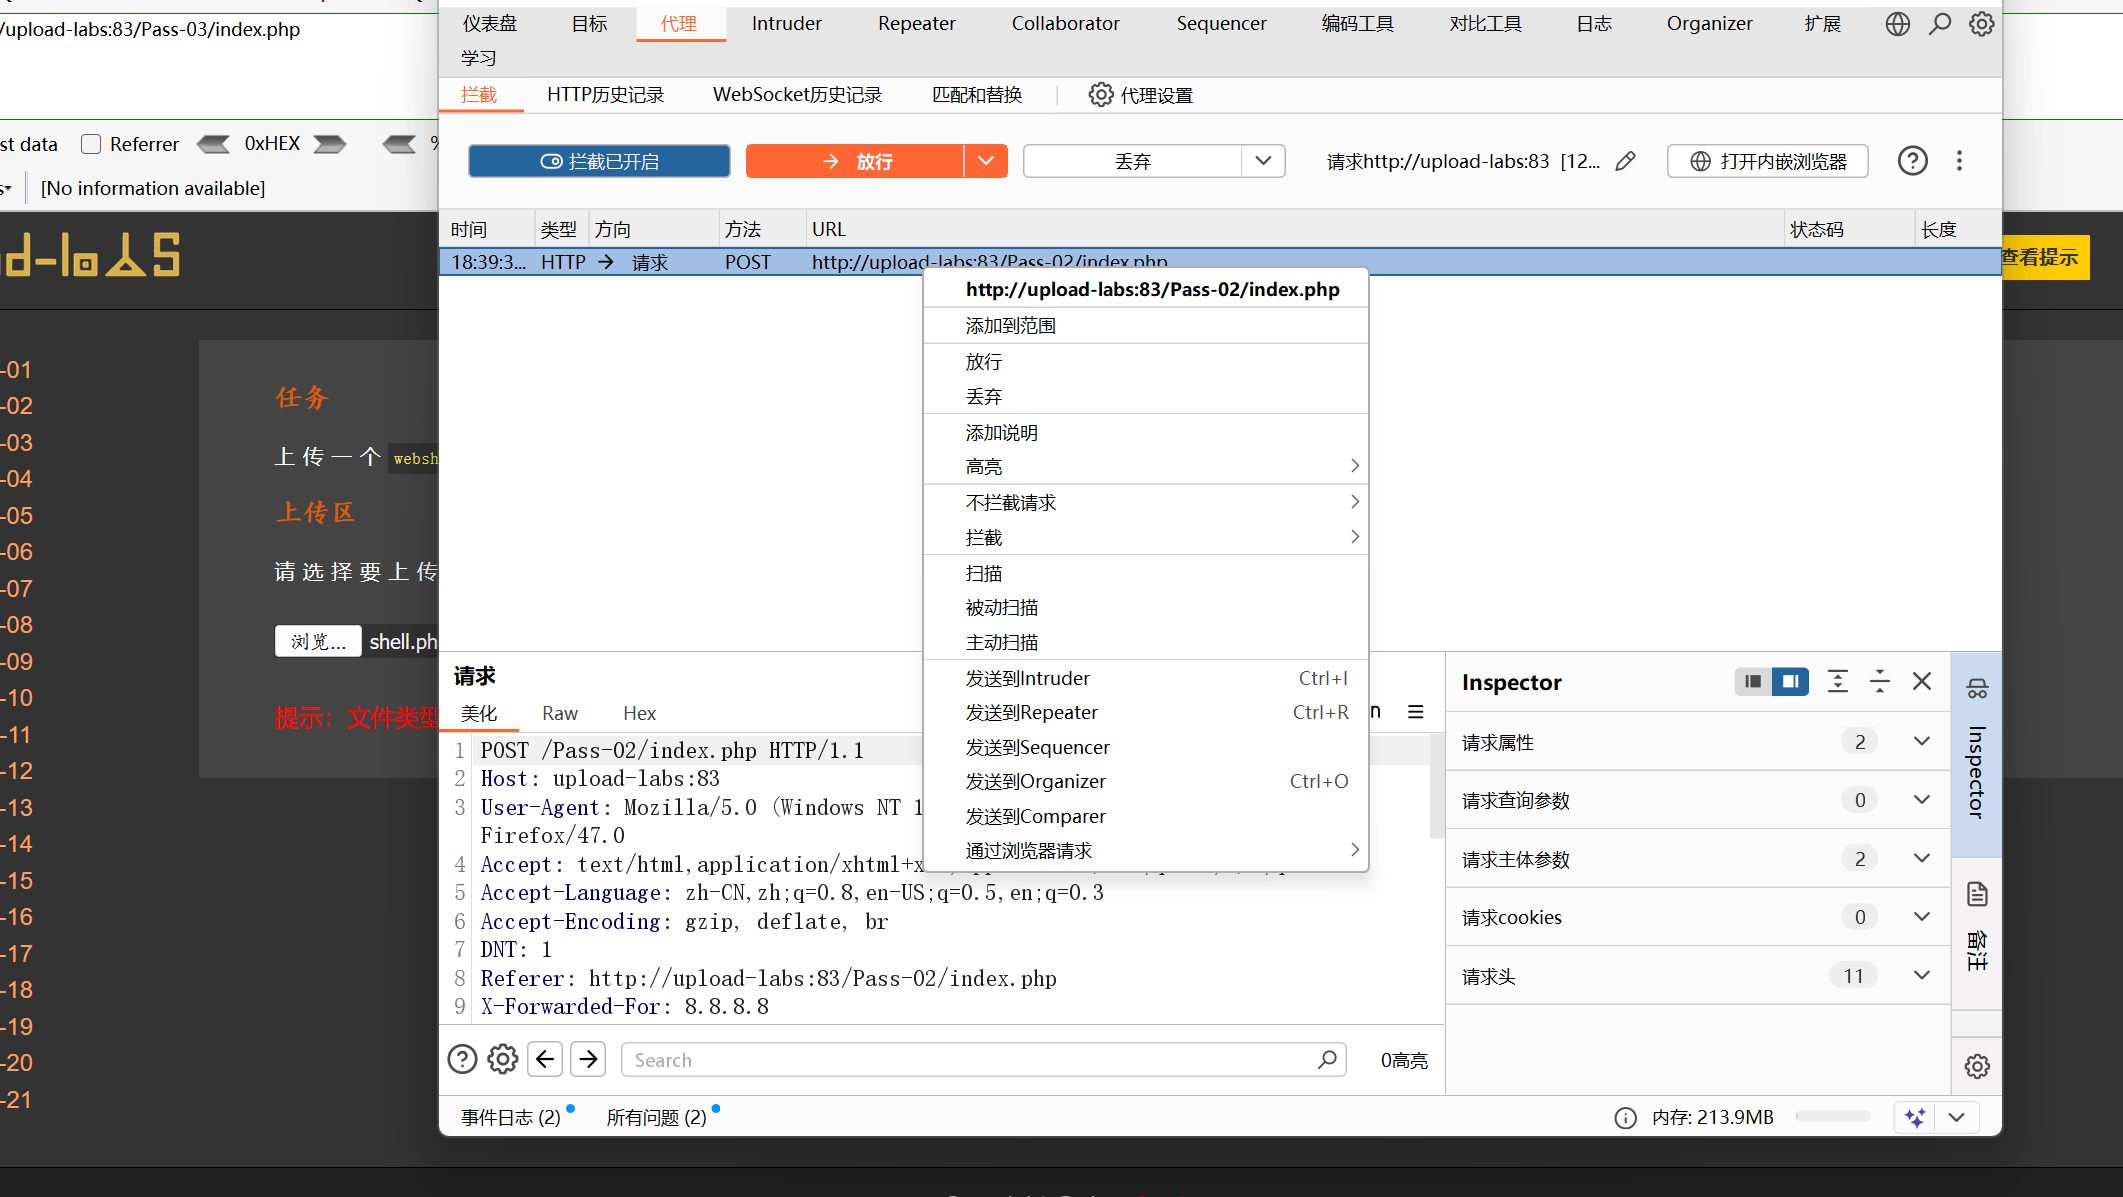 /upload-labs:83/Pass-03/index.php
st data Referrer 0xHEX
[No information available]
仪表盘 目标 代理 Intruder Repeater Collaborator Sequencer 编码工具 对比工具 日志 Organizer 扩展
学习
拦截 HTTP历史记录 WebSocket历史记录 匹配和替换 代理设置
拦截已开启 放行 丢弃 请求http://upload-labs:83 [12... 打开内嵌浏览器
时间 类型 方向 方法 URL 状态码 长度
18:39:3... HTTP 请求 POST http://upload-labs:83/Pass-02/index.php
查看提示
-01
-02
-03
-04
-05
-06
-07
-08
-09
-10
-11
-12
-13
-14
-15
-16
-17
-18
-19
-20
-21
任务
上传一个 websh
上传区
请选择要上传
浏览... shell.ph
提示：文件类型
http://upload-labs:83/Pass-02/index.php
添加到范围
放行
丢弃
添加说明
高亮
不拦截请求
拦截
扫描
被动扫描
主动扫描
发送到Intruder Ctrl+I
发送到Repeater Ctrl+R
发送到Sequencer
发送到Organizer Ctrl+O
发送到Comparer
通过浏览器请求
请求
美化 Raw Hex
1 POST /Pass-02/index.php HTTP/1.1
2 Host: upload-labs:83
3 User-Agent: Mozilla/5.0 (Windows NT 1
Firefox/47.0
4 Accept: text/html,application/xhtml+x
5 Accept-Language: zh-CN,zh;q=0.8,en-US;q=0.5,en;q=0.3
6 Accept-Encoding: gzip, deflate, br
7 DNT: 1
8 Referer: http://upload-labs:83/Pass-02/index.php
9 X-Forwarded-For: 8.8.8.8
Search 0高亮
Inspector
请求属性 2
请求查询参数 0
请求主体参数 2
请求cookies 0
请求头 11
Inspector
备注
事件日志 (2) 所有问题 (2) 内存: 213.9MB